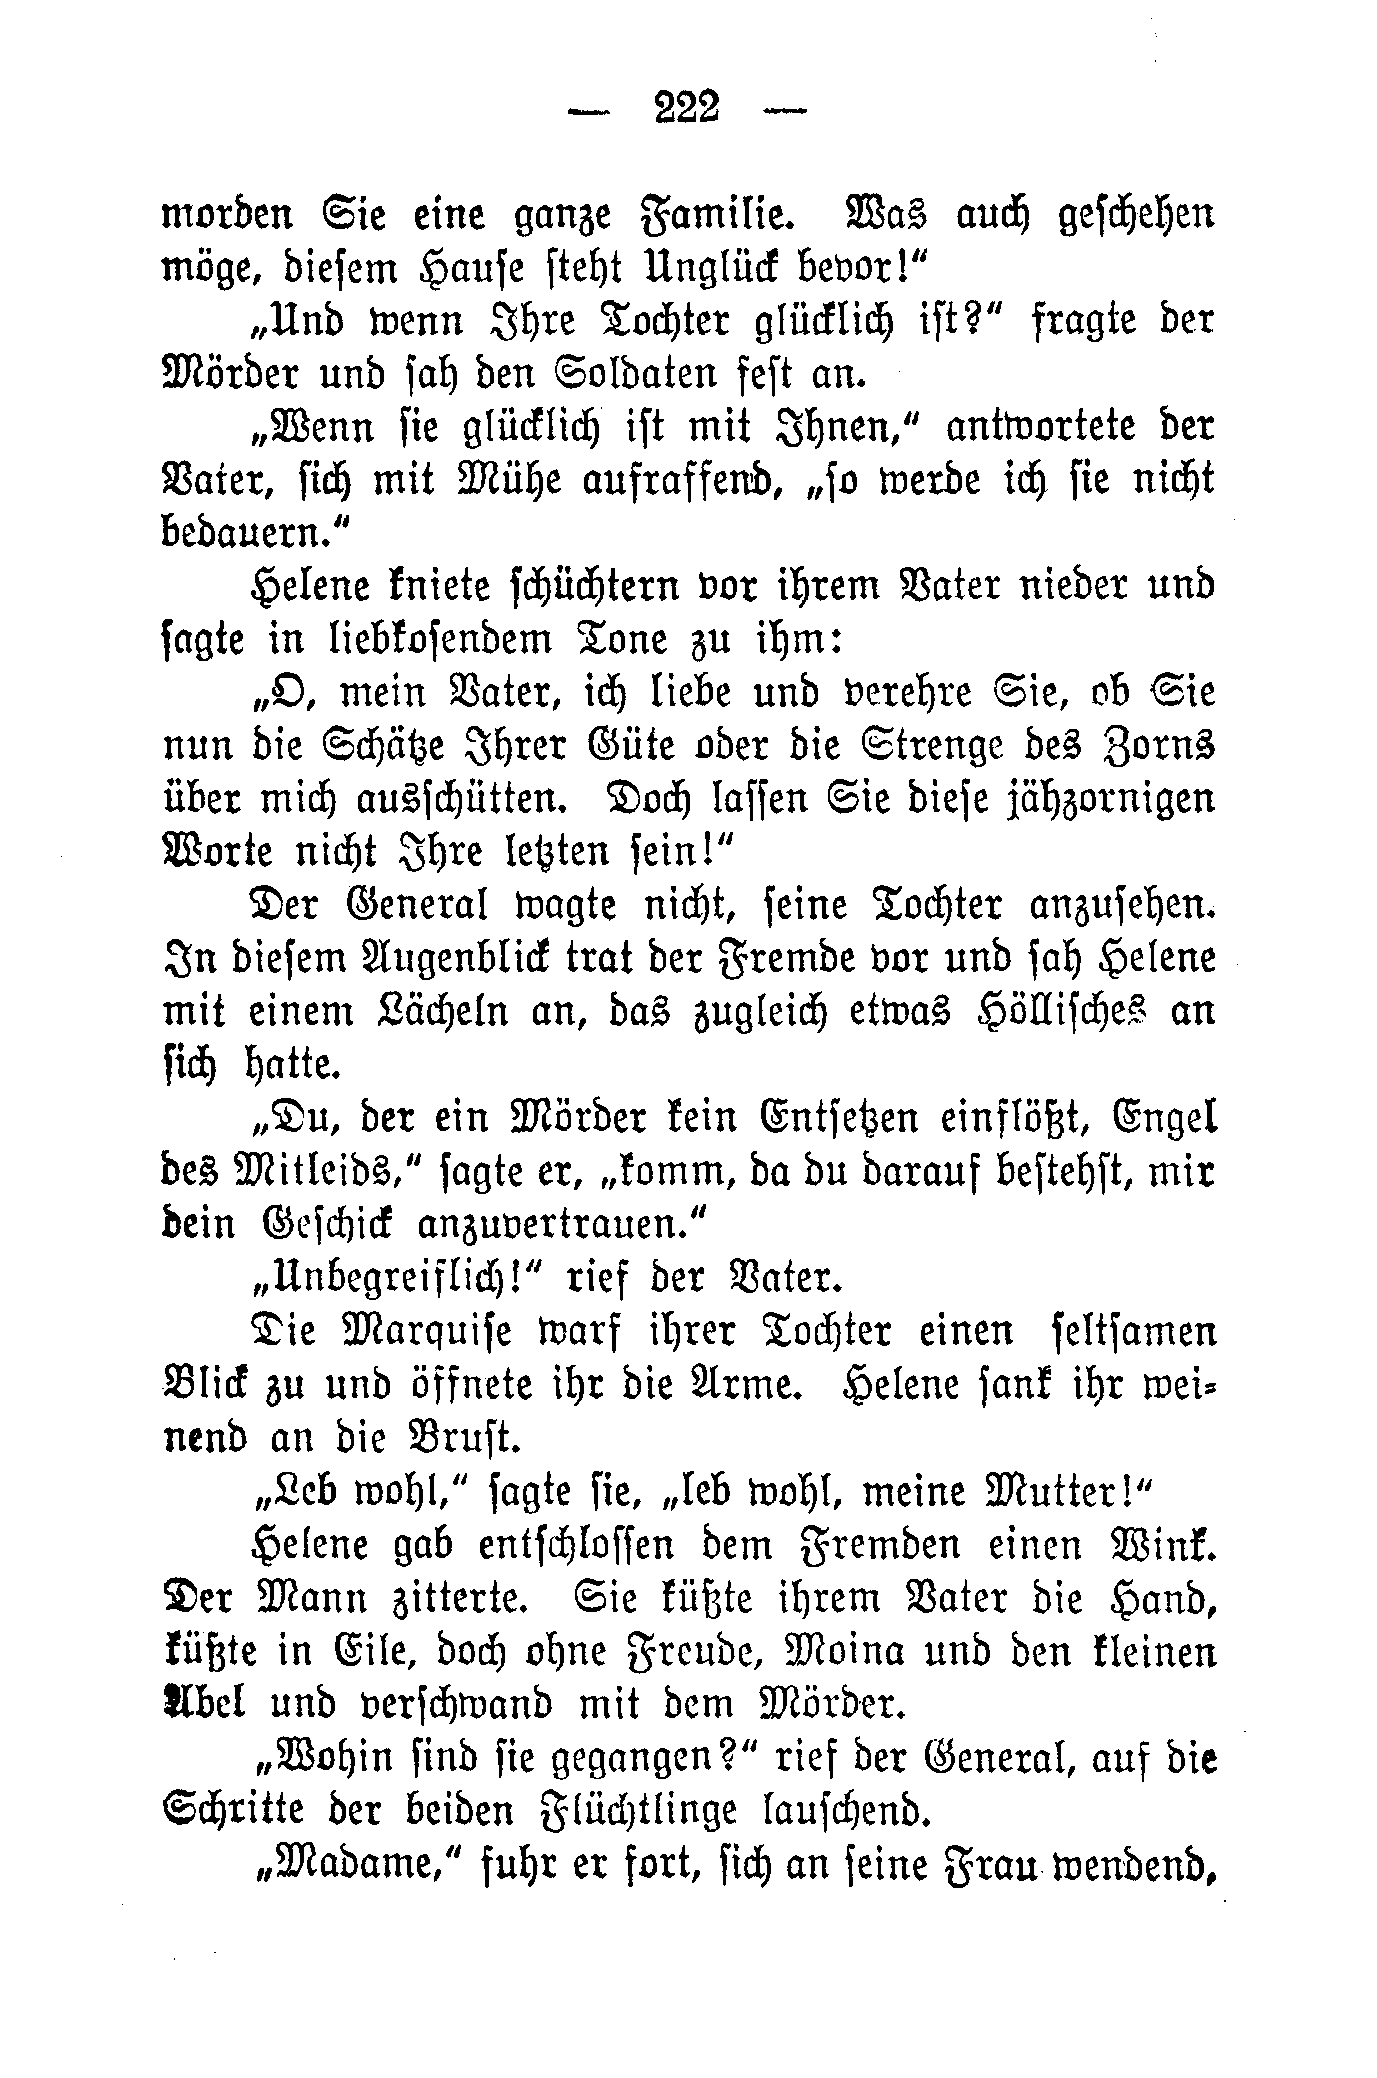 — 222 —
morden Sie eine ganze Familie. Was auch geschehen
möge, diesem Hause steht Unglück bevor!“
„Und wenn Ihre Tochter glücklich ist?“ fragte der
Mörder und sah den Soldaten fest an.
„Wenn sie glücklich ist mit Ihnen,“ antwortete der
Vater, sich mit Mühe aufraffend, „so werde ich sie nicht
bedauern.“
Helene kniete schüchtern vor ihrem Vater nieder und
sagte in liebkosendem Tone zu ihm:
„O, mein Vater, ich liebe und verehre Sie, ob Sie
nun die Schätze Ihrer Güte oder die Strenge des Zorns
über mich ausschütten. Doch lassen Sie diese jähzornigen
Worte nicht Ihre letzten sein!“
Der General wagte nicht, seine Tochter anzusehen.
In diesem Augenblick trat der Fremde vor und sah Helene
mit einem Lächeln an, das zugleich etwas Höllisches an
sich hatte.
„Du, der ein Mörder kein Entsetzen einflößt, Engel
des Mitleids,“ sagte er, „komm, da du darauf bestehst, mir
dein Geschick anzuvertrauen.“
„Unbegreiflich!“ rief der Vater.
Die Marquise warf ihrer Tochter einen seltsamen
Blick zu und öffnete ihr die Arme. Helene sank ihr wei-
nend an die Brust.
„Leb wohl,“ sagte sie, „leb wohl, meine Mutter!“
Helene gab entschlossen dem Fremden einen Wink.
Der Mann zitterte. Sie küßte ihrem Vater die Hand,
küßte in Eile, doch ohne Freude, Moina und den kleinen
Abel und verschwand mit dem Mörder.
„Wohin sind sie gegangen?“ rief der General, auf die
Schritte der beiden Flüchtlinge lauschend.
„Madame,“ fuhr er fort, sich an seine Frau wendend,